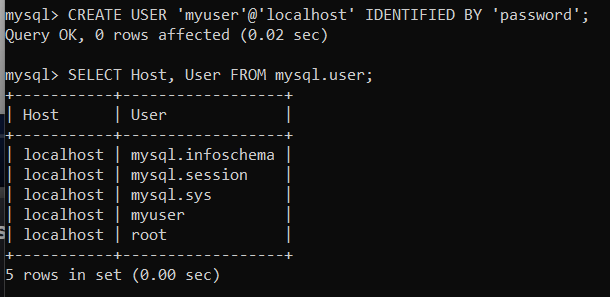 mysql> CREATE USER 'myuser'@'localhost' IDENTIFIED BY 'password';
Query OK, 0 rows affected (0.02 sec)
mysql> SELECT Host, User FROM mysql.user;
+-----------+------------------+
| Host      | User             |
+-----------+------------------+
| localhost | mysql.infoschema |
| localhost | mysql.session    |
| localhost | mysql.sys        |
| localhost | myuser           |
| localhost | root             |
+-----------+------------------+
5 rows in set (0.00 sec)